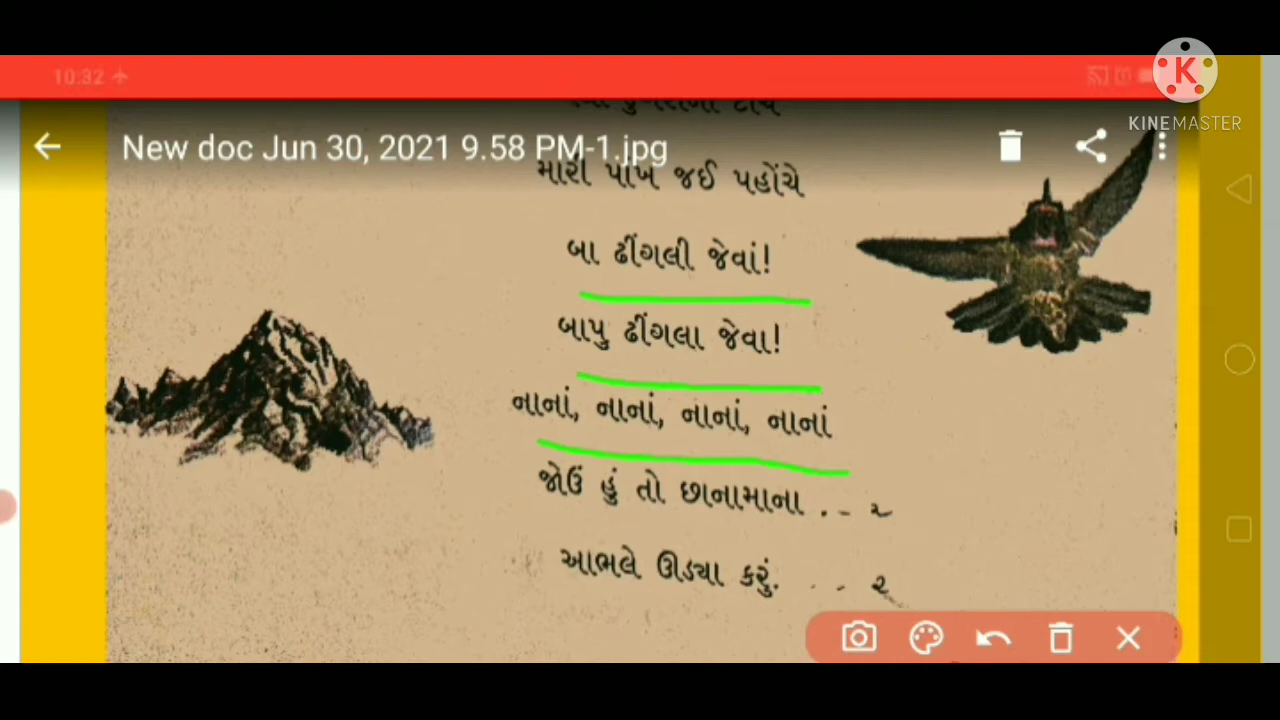 10:32
KINEMASTER
New doc Jun 30, 2021 9.58 PM-1.jpg
મારી પાંખ જઈ પહોંચે
બા ઢીંગલી જેવાં!
બાપુ ઢીંગલા જેવા!
નાનાં, નાનાં, નાનાં, નાનાં
જોઉં હું તો છાનામાના ... ૨
આભલે ઊડ્યા કરું. ... ૨